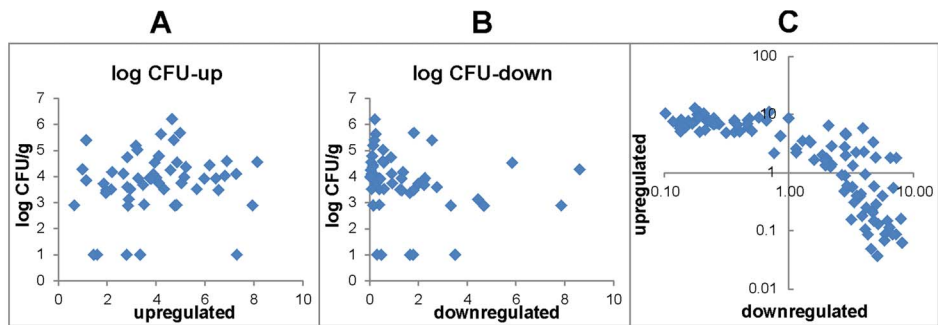 A B C
log CFU-up
log CFU/g
7
6
5
4
3
2
1
0
0 2 4 6 8 10
upregulated
log CFU-down
log CFU/g
7
6
5
4
3
2
1
0
0 2 4 6 8 10
downregulated
upregulated
100
10
1
0.1
0.01
0.10 1.00 10.00
downregulated